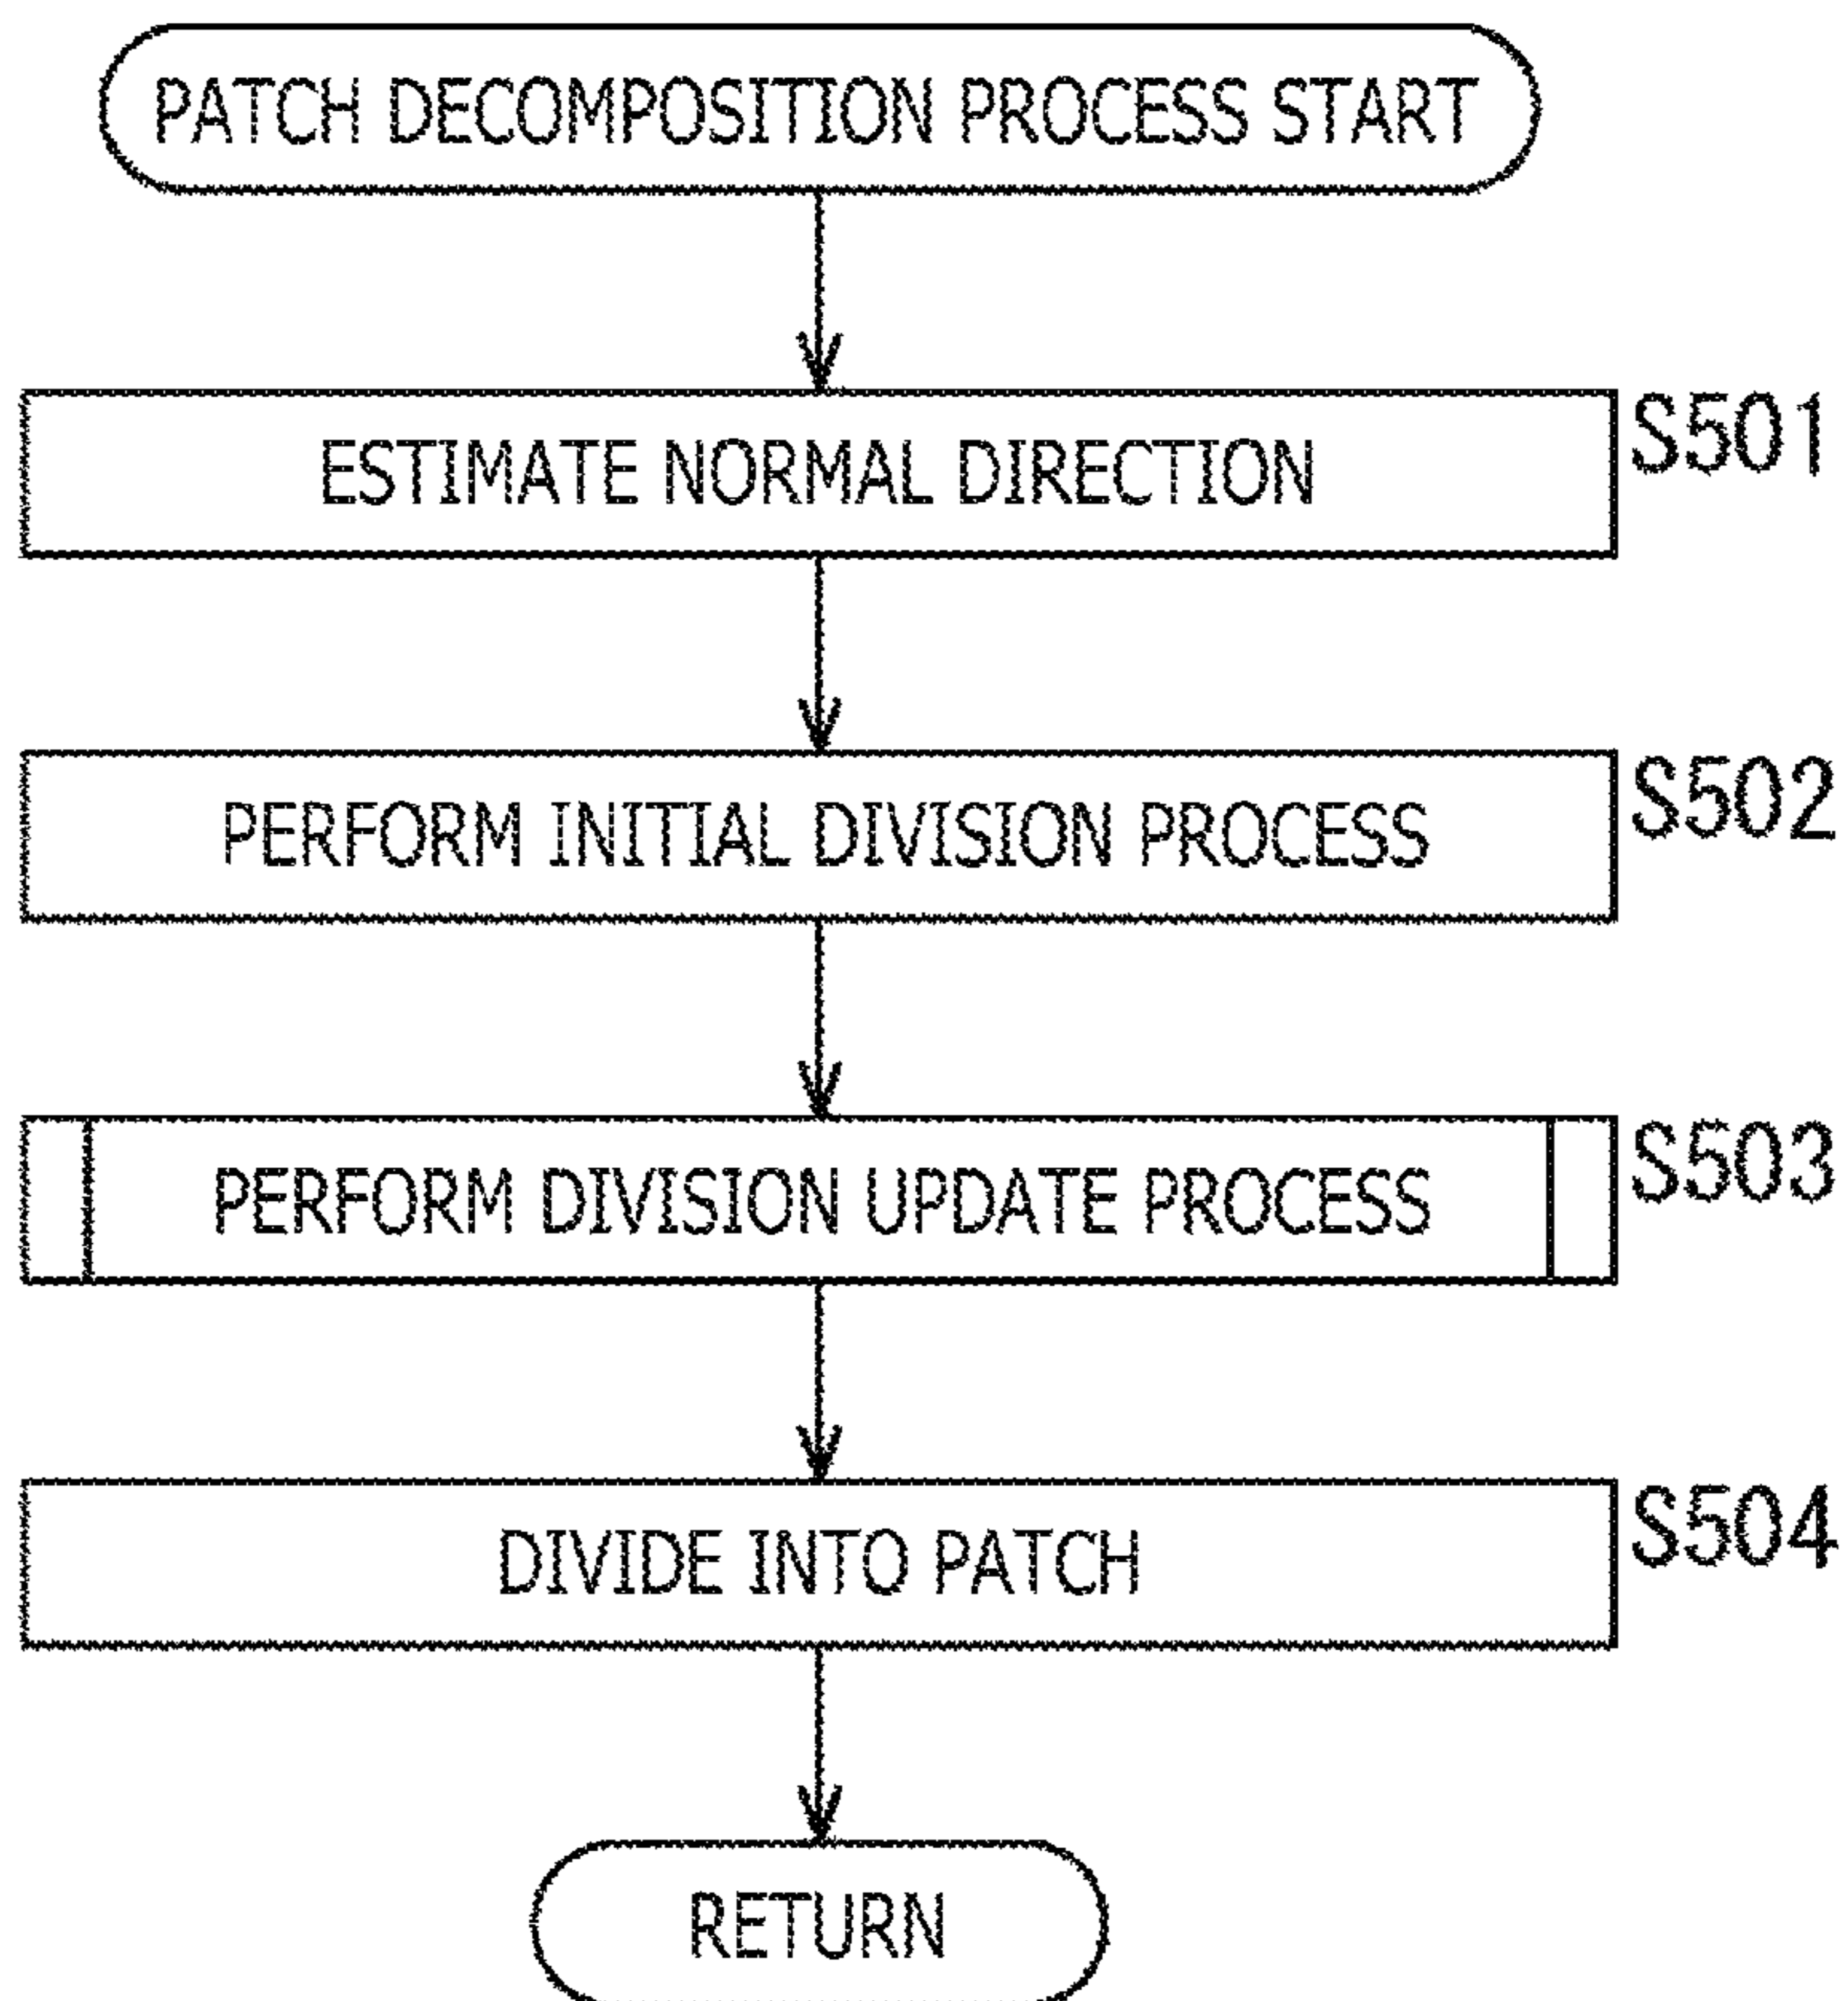 PATCH DECOMPOSITION PROCESS START
ESTIMATE NORMAL DIRECTION
S501
PERFORM INITIAL DIVISION PROCESS
S502
PERFORM DIVISION UPDATE PROCESS
S503
DIVIDE INTO PATCH
S504
RETURN